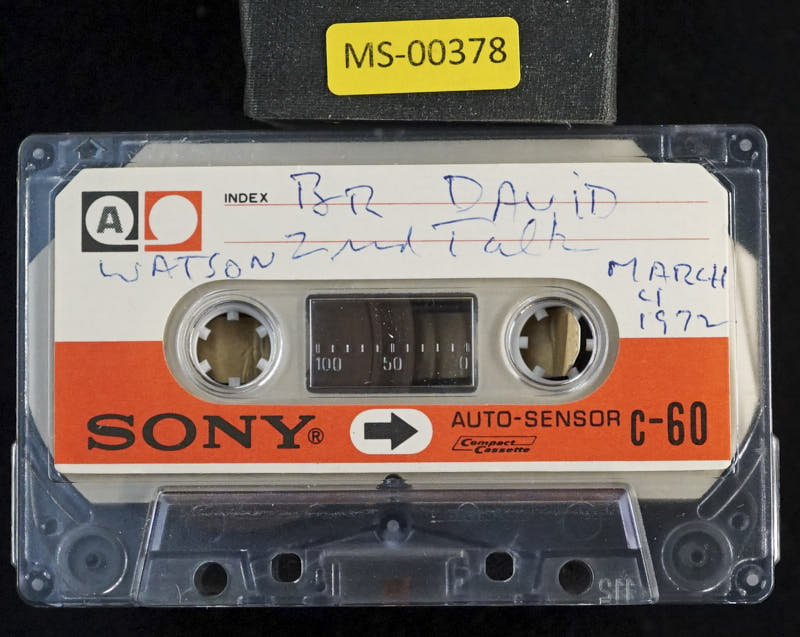 MS-00378
A INDEX BR DAVID
WATSON 2nd Talk
MARCH
4
1972
100 50 0
SONY® AUTO-SENSOR C-60
Compact
Cassette